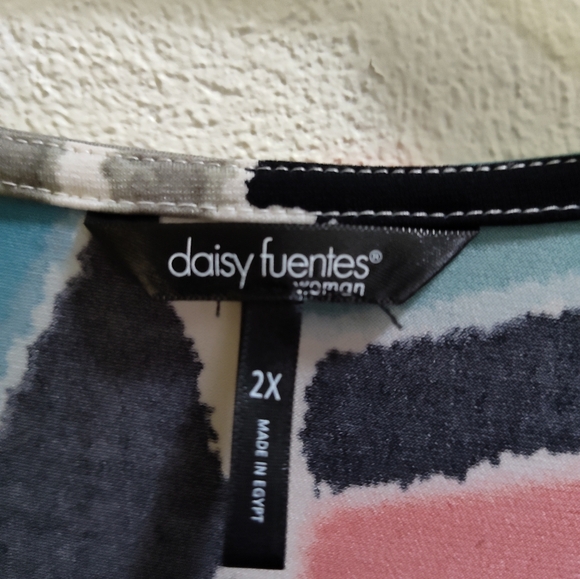 daisy fuentes®
woman
2X
MADE IN EGYPT